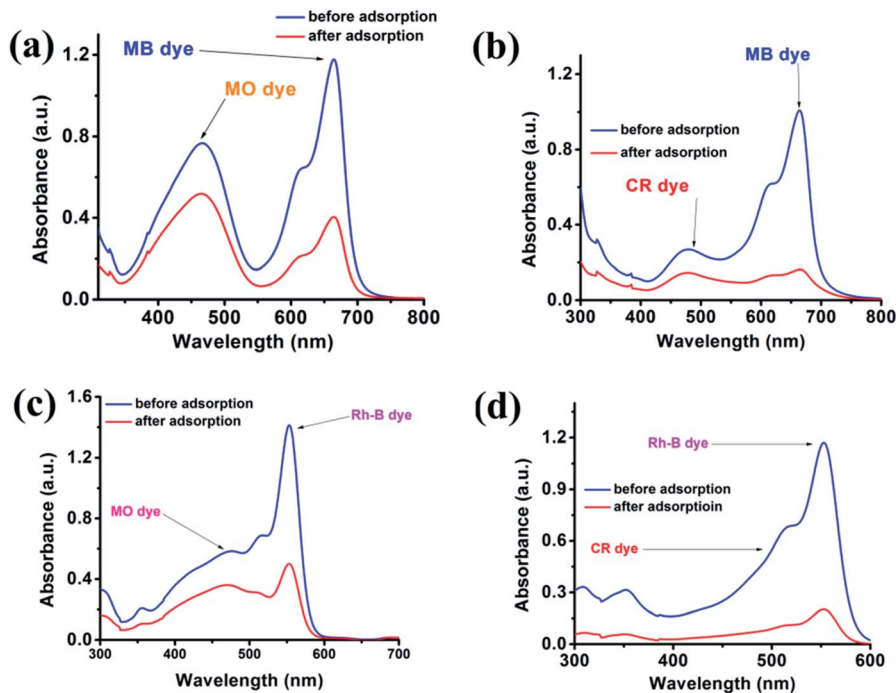 (a)
before adsorption
after adsorption
MB dye
MO dye
1.2
0.8
0.4
0.0
Absorbance (a.u.)
400 500 600 700 800
Wavelength (nm)
(b)
MB dye
before adsorption
after adsorption
CR dye
1.2
0.9
0.6
0.3
0.0
Absorbance (a.u.)
300 400 500 600 700 800
Wavelength (nm)
(c)
before adsorption
after adsorption
Rh-B dye
MO dye
1.6
1.2
0.8
0.4
0.0
Absorbance (a.u.)
300 400 500 600 700
Wavelength (nm)
(d)
Rh-B dye
before adsorption
after adsorptioin
CR dye
1.2
0.9
0.6
0.3
0.0
Absorbance (a.u.)
300 400 500 600
Wavelength (nm)